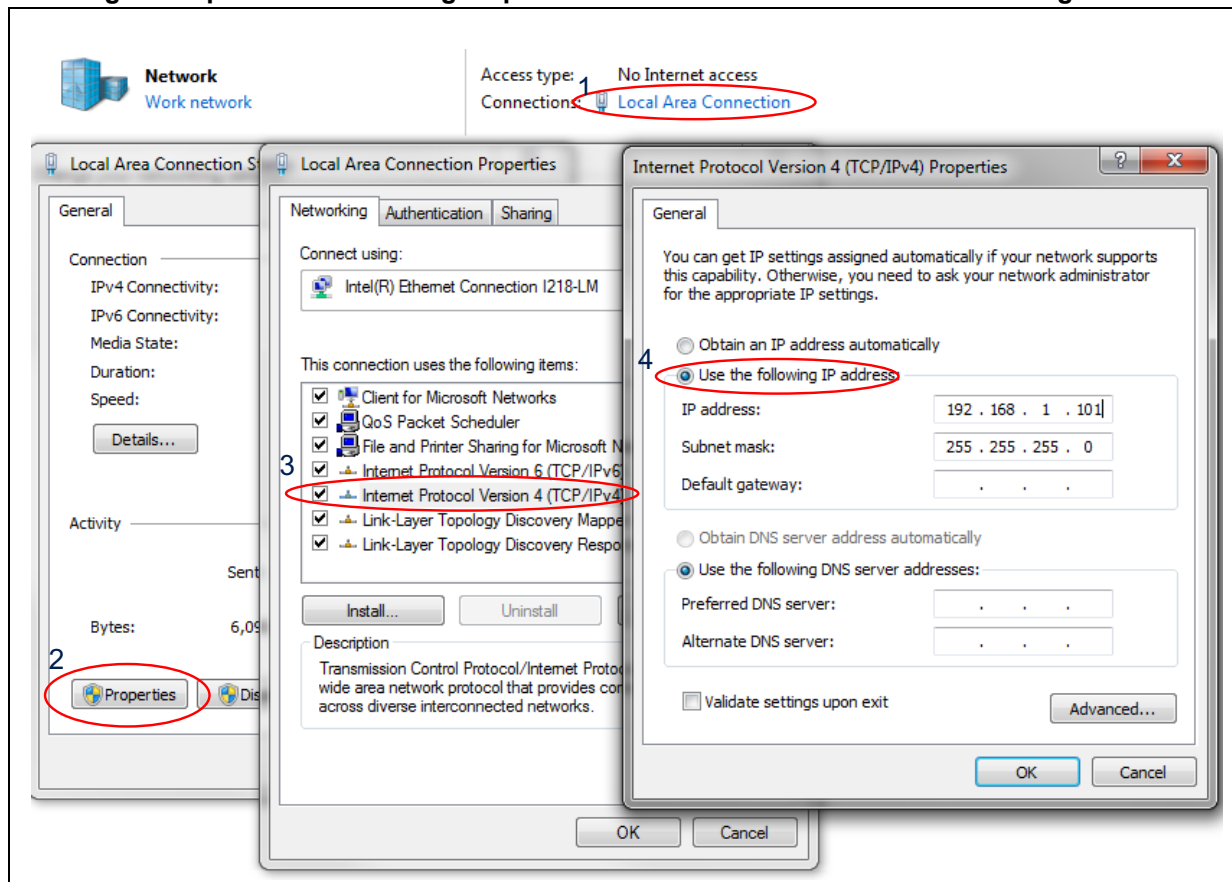 Network
Work network
Access type: No Internet access
1
Connections: Local Area Connection
Local Area Connection
General
Connection
IPv4 Connectivity:
IPv6 Connectivity:
Media State:
Duration:
Speed:
Details...
Activity
Sent
Bytes: 6,09
2
Properties
Local Area Connection Properties
Networking Authentication Sharing
Connect using:
Intel(R) Ethernet Connection I218-LM
This connection uses the following items:
Client for Microsoft Networks
QoS Packet Scheduler
File and Printer Sharing for Microsoft
3
Internet Protocol Version 6 (TCP/IPv6)
Internet Protocol Version 4 (TCP/IPv4
Link-Layer Topology Discovery
Link-Layer Topology Discovery
Install... Uninstall
Description
Transmission Control Protocol/Internet
wide area network protocol that provides
across diverse interconnected networks.
OK Cancel
Internet Protocol Version 4 (TCP/IPv4) Properties
General
You can get IP settings assigned automatically if your network supports
this capability. Otherwise, you need to ask your network administrator
for the appropriate IP settings.
Obtain an IP address automatically
4
Use the following IP address:
IP address: 192 . 168 . 1 . 101
Subnet mask: 255 . 255 . 255 . 0
Default gateway: . . .
Obtain DNS server address automatically
Use the following DNS server addresses:
Preferred DNS server: . . .
Alternate DNS server: . . .
Validate settings upon exit
Advanced...
OK Cancel